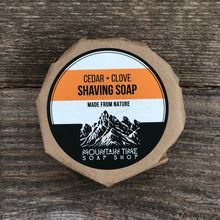 CEDAR + CLOVE
SHAVING SOAP
MADE FROM NATURE
MOUNTAIN TIME
SOAP SHOP